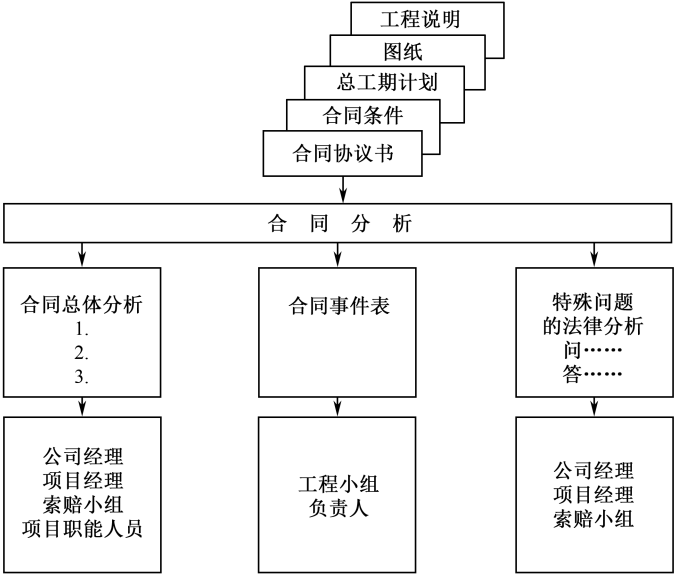 工程说明
图纸
总工期计划
合同条件
合同协议书
合同分析
合同总体分析
1.
2.
3.
合同事件表
特殊问题
的法律分析
问……
答……
公司经理
项目经理
索赔小组
项目职能人员
工程小组
负责人
公司经理
项目经理
索赔小组